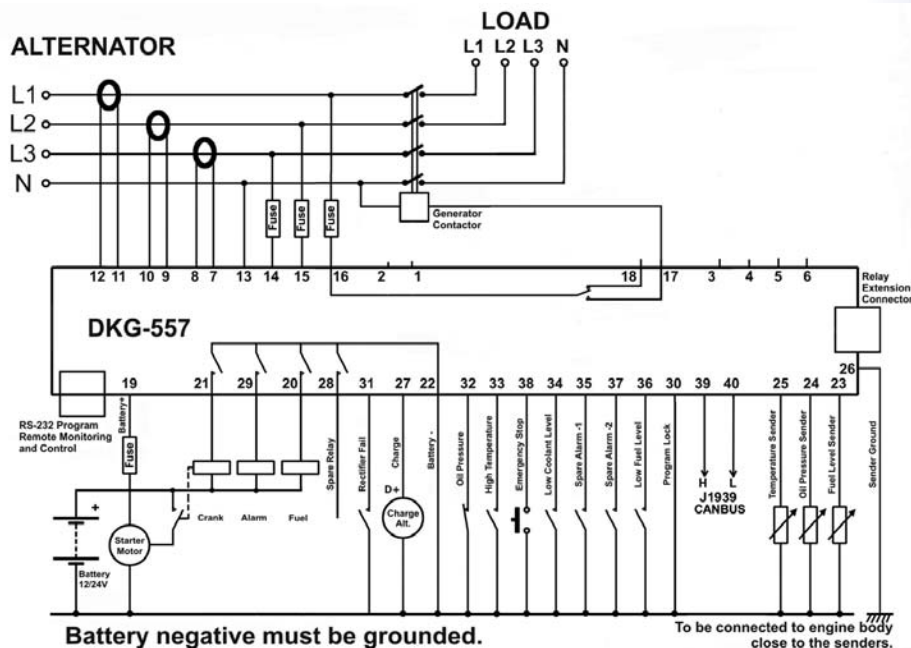 LOAD
ALTERNATOR
L1 L2 L3 N
L1
L2
L3
N
Fuse
Fuse
Fuse
Generator
Contactor
12 11 10 9 8 7 13 14 15 16 2 1 18 17 3 4 5 6
Relay
Extension
Connector
DKG-557
26
19 21 29 20 28 31 27 22 32 33 38 34 35 37 36 30 39 40 25 24 23
RS-232 Program
Remote Monitoring
and Control
Battery+
Fuse
Spare Relay
Rectifier Fail
Charge
Battery -
Oil Pressure
High Temperature
Emergency Stop
Low Coolant Level
Spare Alarm -1
Spare Alarm -2
Low Fuel Level
Program Lock
H L
J1939
CANBUS
Temperature Sender
Oil Pressure Sender
Fuel Level Sender
Sender Ground
D+
Charge
Alt.
+
Crank Alarm Fuel
Starter
Motor
Battery
12/24V
Battery negative must be grounded.
To be connected to engine body
close to the senders.